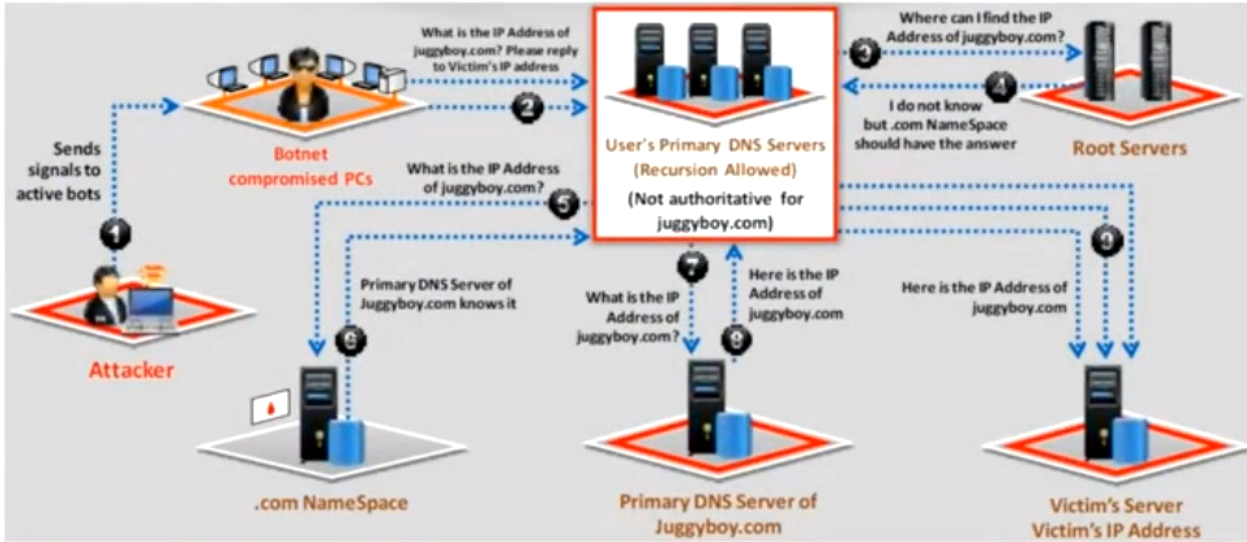 What is the IP Address of
juggyboy.com? Please reply
to Victim's IP address
2
Sends
signals to
active bots
1
Botnet
compromised PCs
Attacker
User's Primary DNS Servers
(Recursion Allowed)
(Not authoritative for
juggyboy.com)
Where can I find the IP
Address of juggyboy.com?
3
4
I do not know
but .com NameSpace
should have the answer
Root Servers
What is the IP Address
of juggyboy.com?
5
Primary DNS Server of
Juggyboy.com knows it
6
.com NameSpace
7
What is the IP
Address of
juggyboy.com?
Here is the IP
Address of
juggyboy.com
8
Primary DNS Server of
Juggyboy.com
9
Here is the IP Address of
juggyboy.com
Victim's Server
Victim's IP Address